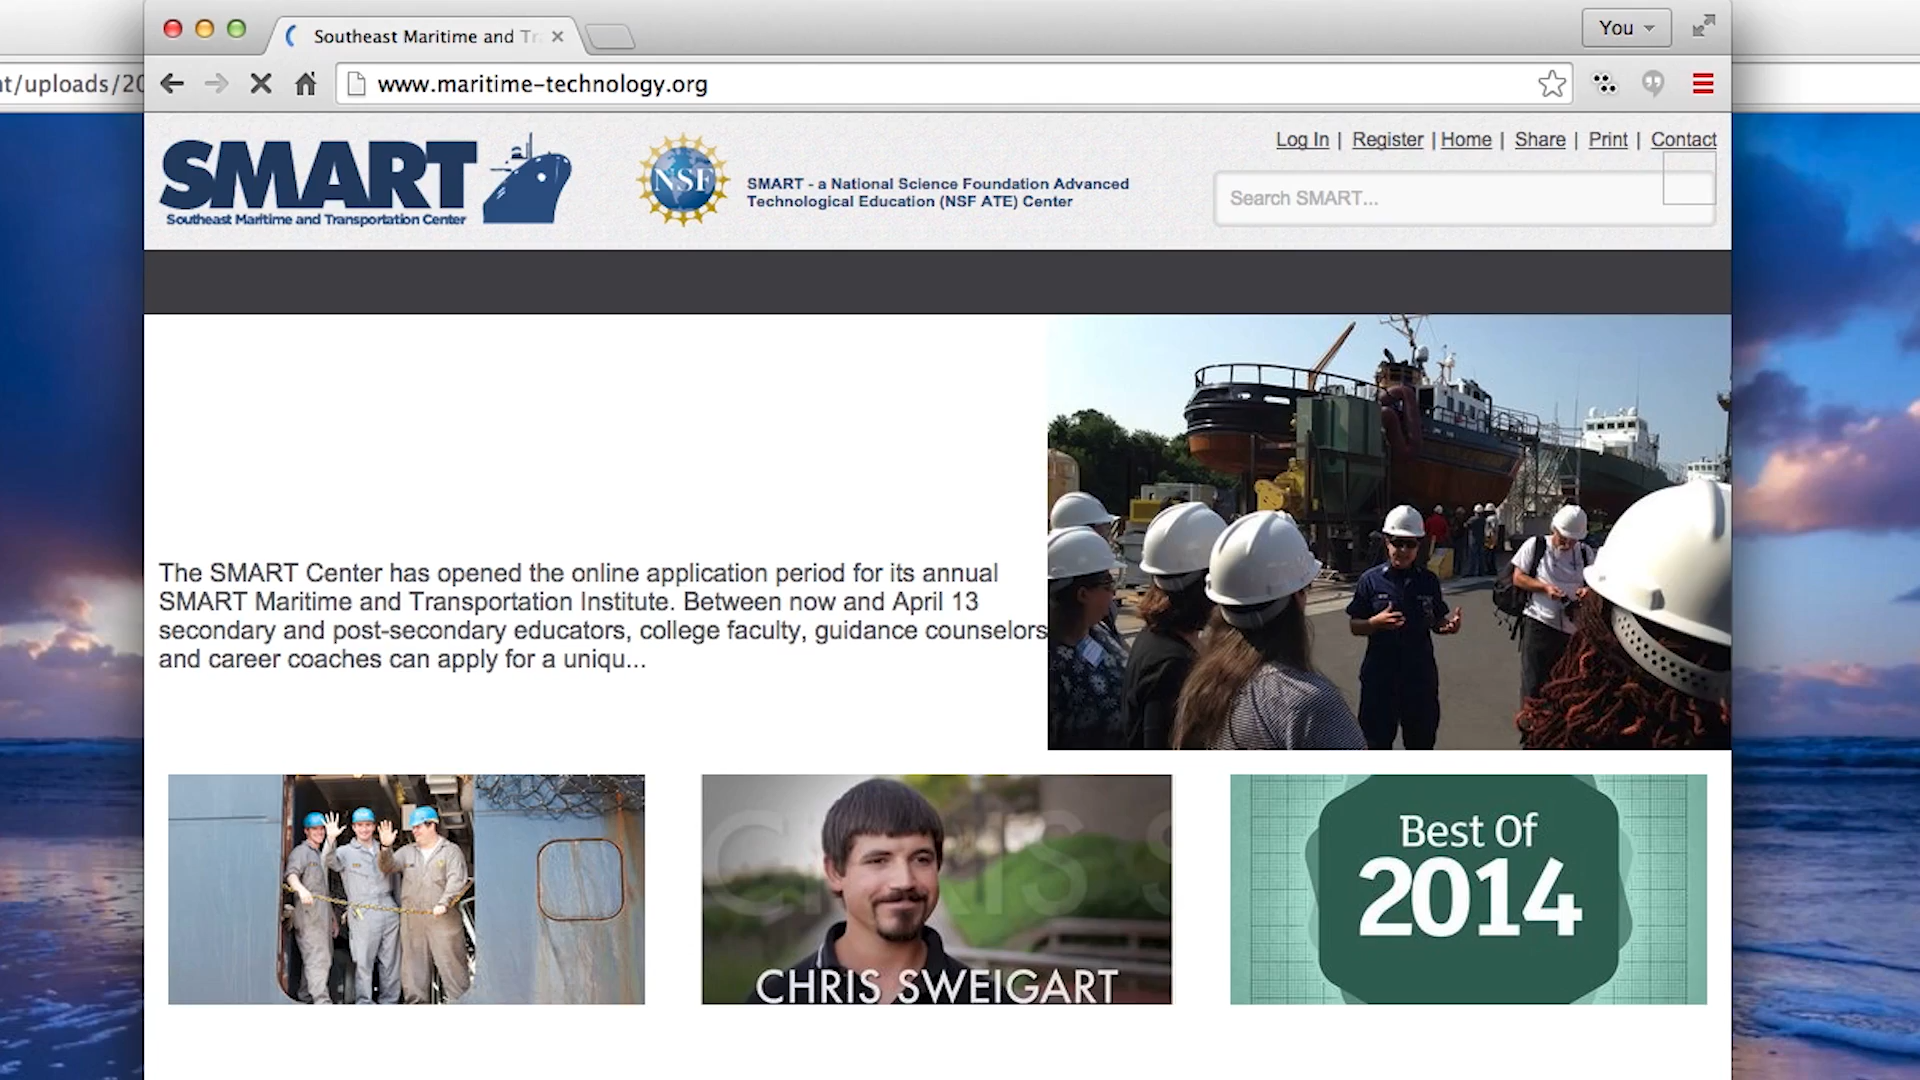 Southeast Maritime and Tr
You
nt/uploads/20
www.maritime-technology.org
Log In | Register | Home | Share | Print | Contact
SMART
Southeast Maritime and Transportation Center
NSF
SMART - a National Science Foundation Advanced
Technological Education (NSF ATE) Center
Search SMART...
The SMART Center has opened the online application period for its annual
SMART Maritime and Transportation Institute. Between now and April 13
secondary and post-secondary educators, college faculty, guidance counselors
and career coaches can apply for a uniqu...
CHRIS S
CHRIS SWEIGART
Best Of
2014